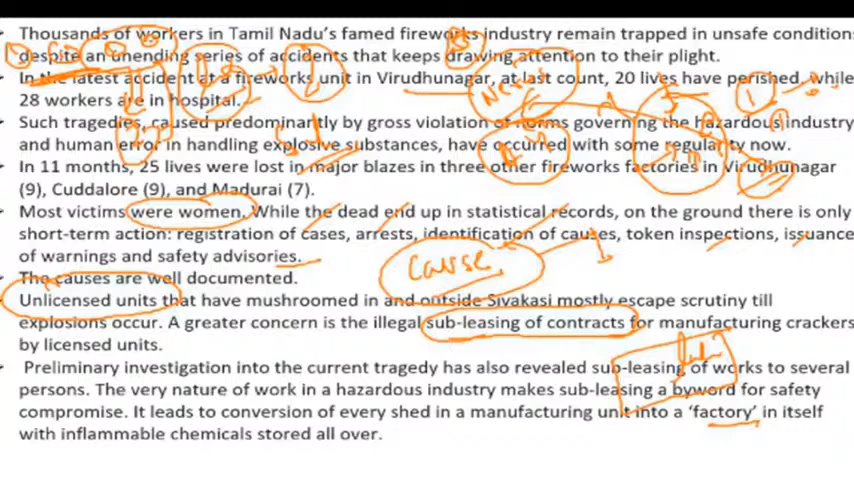 Thousands of workers in Tamil Nadu's famed fireworks industry remain trapped in unsafe condition
despite an unending series of accidents that keeps drawing attention to their plight.
In the latest accident at a fireworks unit in Virudhunagar, at last count, 20 lives have perished, while
28 workers are in hospital.
Such tragedies, caused predominantly by gross violation of norms governing the hazardous industry
and human error in handling explosive substances, have occurred with some regularity now.
In 11 months, 25 lives were lost in major blazes in three other fireworks factories in Virudhunagar
(9), Cuddalore (9), and Madurai (7).
Most victims were women. While the dead end up in statistical records, on the ground there is only
short-term action: registration of cases, arrests, identification of causes, token inspections, issuance
of warnings and safety advisories.
Cause
The causes are well documented.
Unlicensed units that have mushroomed in and outside Sivakasi mostly escape scrutiny till
explosions occur. A greater concern is the illegal sub-leasing of contracts for manufacturing crackers
by licensed units.
Preliminary investigation into the current tragedy has also revealed sub-leasing of works to several
persons. The very nature of work in a hazardous industry makes sub-leasing a byword for safety
compromise. It leads to conversion of every shed in a manufacturing unit into a 'factory' in itself
with inflammable chemicals stored all over.